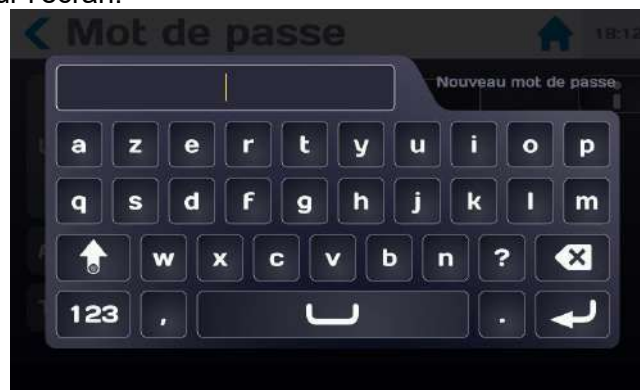 Mot de passe 18:12
Nouveau mot de passe
a z e r t y u i o p
q s d f g h j k l m
w x c v b n ?
123 , .